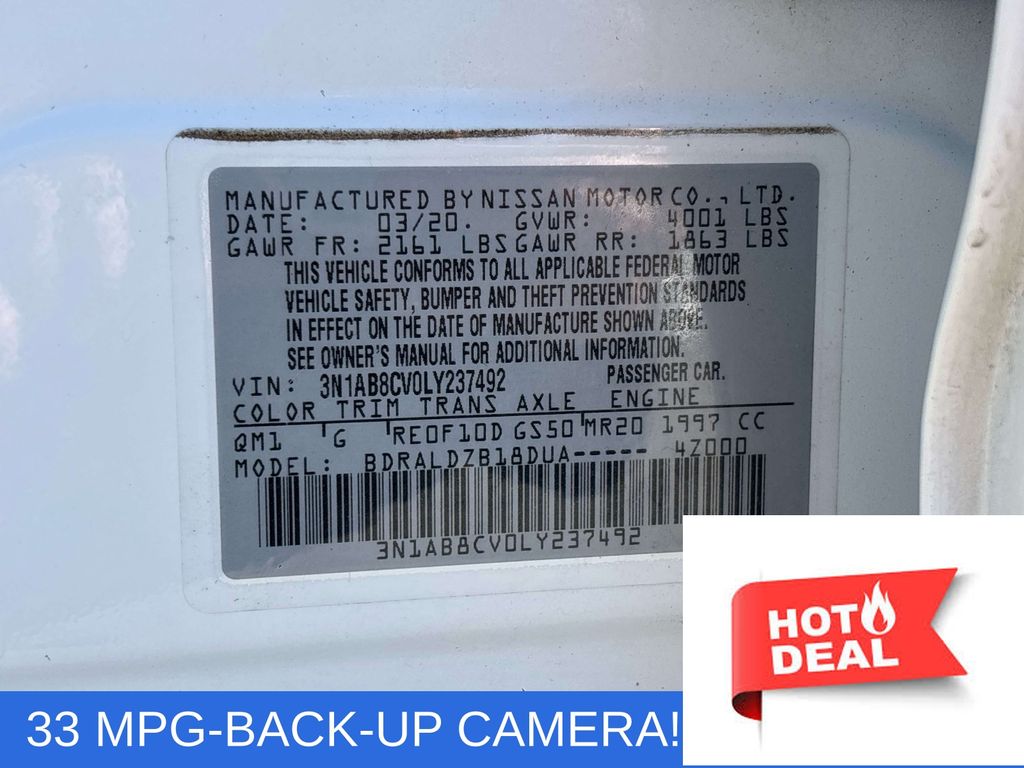 MANUFACTURED BY NISSAN MOTOR CO., LTD.
DATE: 03/20. GVWR: 4001 LBS
GAWR FR: 2161 LBS GAWR RR: 1863 LBS
THIS VEHICLE CONFORMS TO ALL APPLICABLE FEDERAL MOTOR
VEHICLE SAFETY, BUMPER AND THEFT PREVENTION STANDARDS
IN EFFECT ON THE DATE OF MANUFACTURE SHOWN ABOVE.
SEE OWNER'S MANUAL FOR ADDITIONAL INFORMATION.
VIN: 3N1AB8CV0LY237492 PASSENGER CAR.
COLOR TRIM TRANS AXLE ENGINE
QM1 G RE0F10D GS50 MR20 1997 CC
MODEL: BDRALDZB18DUA----- 4Z000
3N1AB8CV0LY237492
HOT
DEAL
33 MPG-BACK-UP CAMERA!